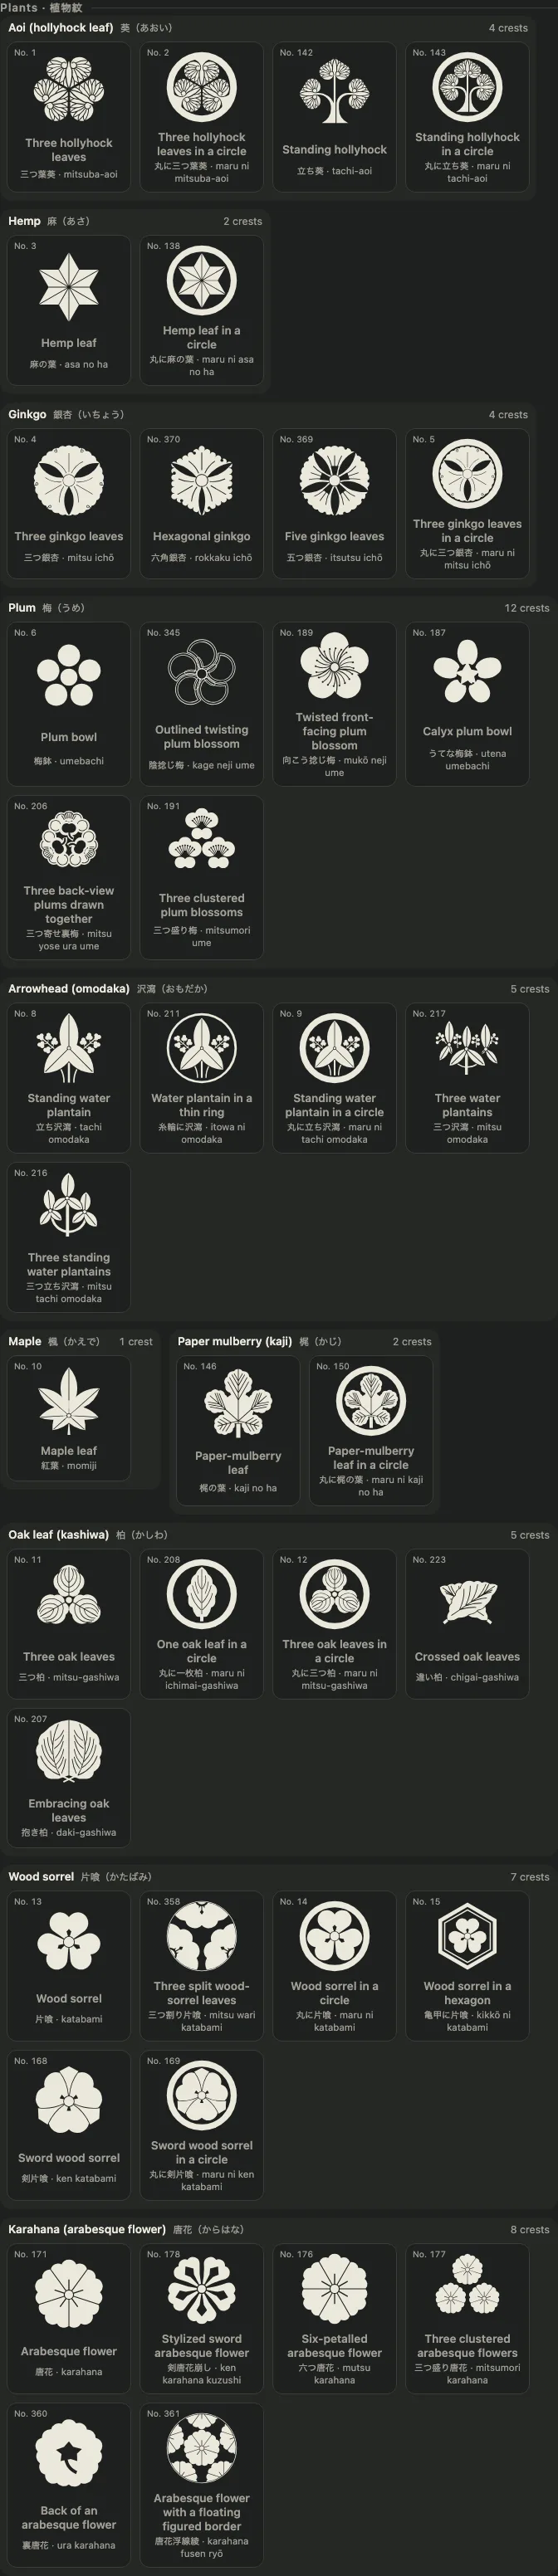 Plants · 植物紋
Aoi (hollyhock leaf) 葵（あおい） 4 crests
No. 1
Three hollyhock
leaves
三つ葉葵 · mitsuba-aoi
No. 2
Three hollyhock
leaves in a circle
丸に三つ葉葵 · maru ni
mitsuba-aoi
No. 142
Standing hollyhock
立ち葵 · tachi-aoi
No. 143
Standing hollyhock
in a circle
丸に立ち葵 · maru ni
tachi-aoi
Hemp 麻（あさ） 2 crests
No. 3
Hemp leaf
麻の葉 · asa no ha
No. 138
Hemp leaf in a
circle
丸に麻の葉 · maru ni asa
no ha
Ginkgo 銀杏（いちょう） 4 crests
No. 4
Three ginkgo leaves
三つ銀杏 · mitsu ichō
No. 370
Hexagonal ginkgo
六角銀杏 · rokkaku ichō
No. 369
Five ginkgo leaves
五つ銀杏 · itsutsu ichō
No. 5
Three ginkgo leaves
in a circle
丸に三つ銀杏 · maru ni
mitsu ichō
Plum 梅（うめ） 12 crests
No. 6
Plum bowl
梅鉢 · umebachi
No. 345
Outlined twisting
plum blossom
陰捻じ梅 · kage neji ume
No. 189
Twisted front-
facing plum
blossom
向こう捻じ梅 · mukō neji
ume
No. 187
Calyx plum bowl
うてな梅鉢 · utena
umebachi
No. 206
Three back-view
plums drawn
together
三つ寄せ裏梅 · mitsu
yose ura ume
No. 191
Three clustered
plum blossoms
三つ盛り梅 · mitsumori
ume
Arrowhead (omodaka) 沢瀉（おもだか） 5 crests
No. 8
Standing water
plantain
立ち沢瀉 · tachi
omodaka
No. 211
Water plantain in a
thin ring
糸輪に沢瀉 · itowa ni
omodaka
No. 9
Standing water
plantain in a circle
丸に立ち沢瀉 · maru ni
tachi omodaka
No. 217
Three water
plantains
三つ沢瀉 · mitsu
omodaka
No. 216
Three standing
water plantains
三つ立ち沢瀉 · mitsu
tachi omodaka
Maple 楓（かえで） 1 crest
No. 10
Maple leaf
紅葉 · momiji
Paper mulberry (kaji) 梶（かじ） 2 crests
No. 146
Paper-mulberry
leaf
梶の葉 · kaji no ha
No. 150
Paper-mulberry
leaf in a circle
丸に梶の葉 · maru ni kaji
no ha
Oak leaf (kashiwa) 柏（かしわ） 5 crests
No. 11
Three oak leaves
三つ柏 · mitsu-gashiwa
No. 208
One oak leaf in a
circle
丸に一枚柏 · maru ni
ichimai-gashiwa
No. 12
Three oak leaves in
a circle
丸に三つ柏 · maru ni
mitsu-gashiwa
No. 223
Crossed oak leaves
違い柏 · chigai-gashiwa
No. 207
Embracing oak
leaves
抱き柏 · daki-gashiwa
Wood sorrel 片喰（かたばみ） 7 crests
No. 13
Wood sorrel
片喰 · katabami
No. 358
Three split wood-
sorrel leaves
三つ割り片喰 · mitsu wari
katabami
No. 14
Wood sorrel in a
circle
丸に片喰 · maru ni
katabami
No. 15
Wood sorrel in a
hexagon
亀甲に片喰 · kikkō ni
katabami
No. 168
Sword wood sorrel
剣片喰 · ken katabami
No. 169
Sword wood sorrel
in a circle
丸に剣片喰 · maru ni ken
katabami
Karahana (arabesque flower) 唐花（からはな） 8 crests
No. 171
Arabesque flower
唐花 · karahana
No. 178
Stylized sword
arabesque flower
剣唐花崩し · ken
karahana kuzushi
No. 176
Six-petalled
arabesque flower
六つ唐花 · mutsu
karahana
No. 177
Three clustered
arabesque flowers
三つ盛り唐花 · mitsumori
karahana
No. 360
Back of an
arabesque flower
裏唐花 · ura karahana
No. 361
Arabesque flower
with a floating
figured border
唐花浮線綾 · karahana
fusen ryō